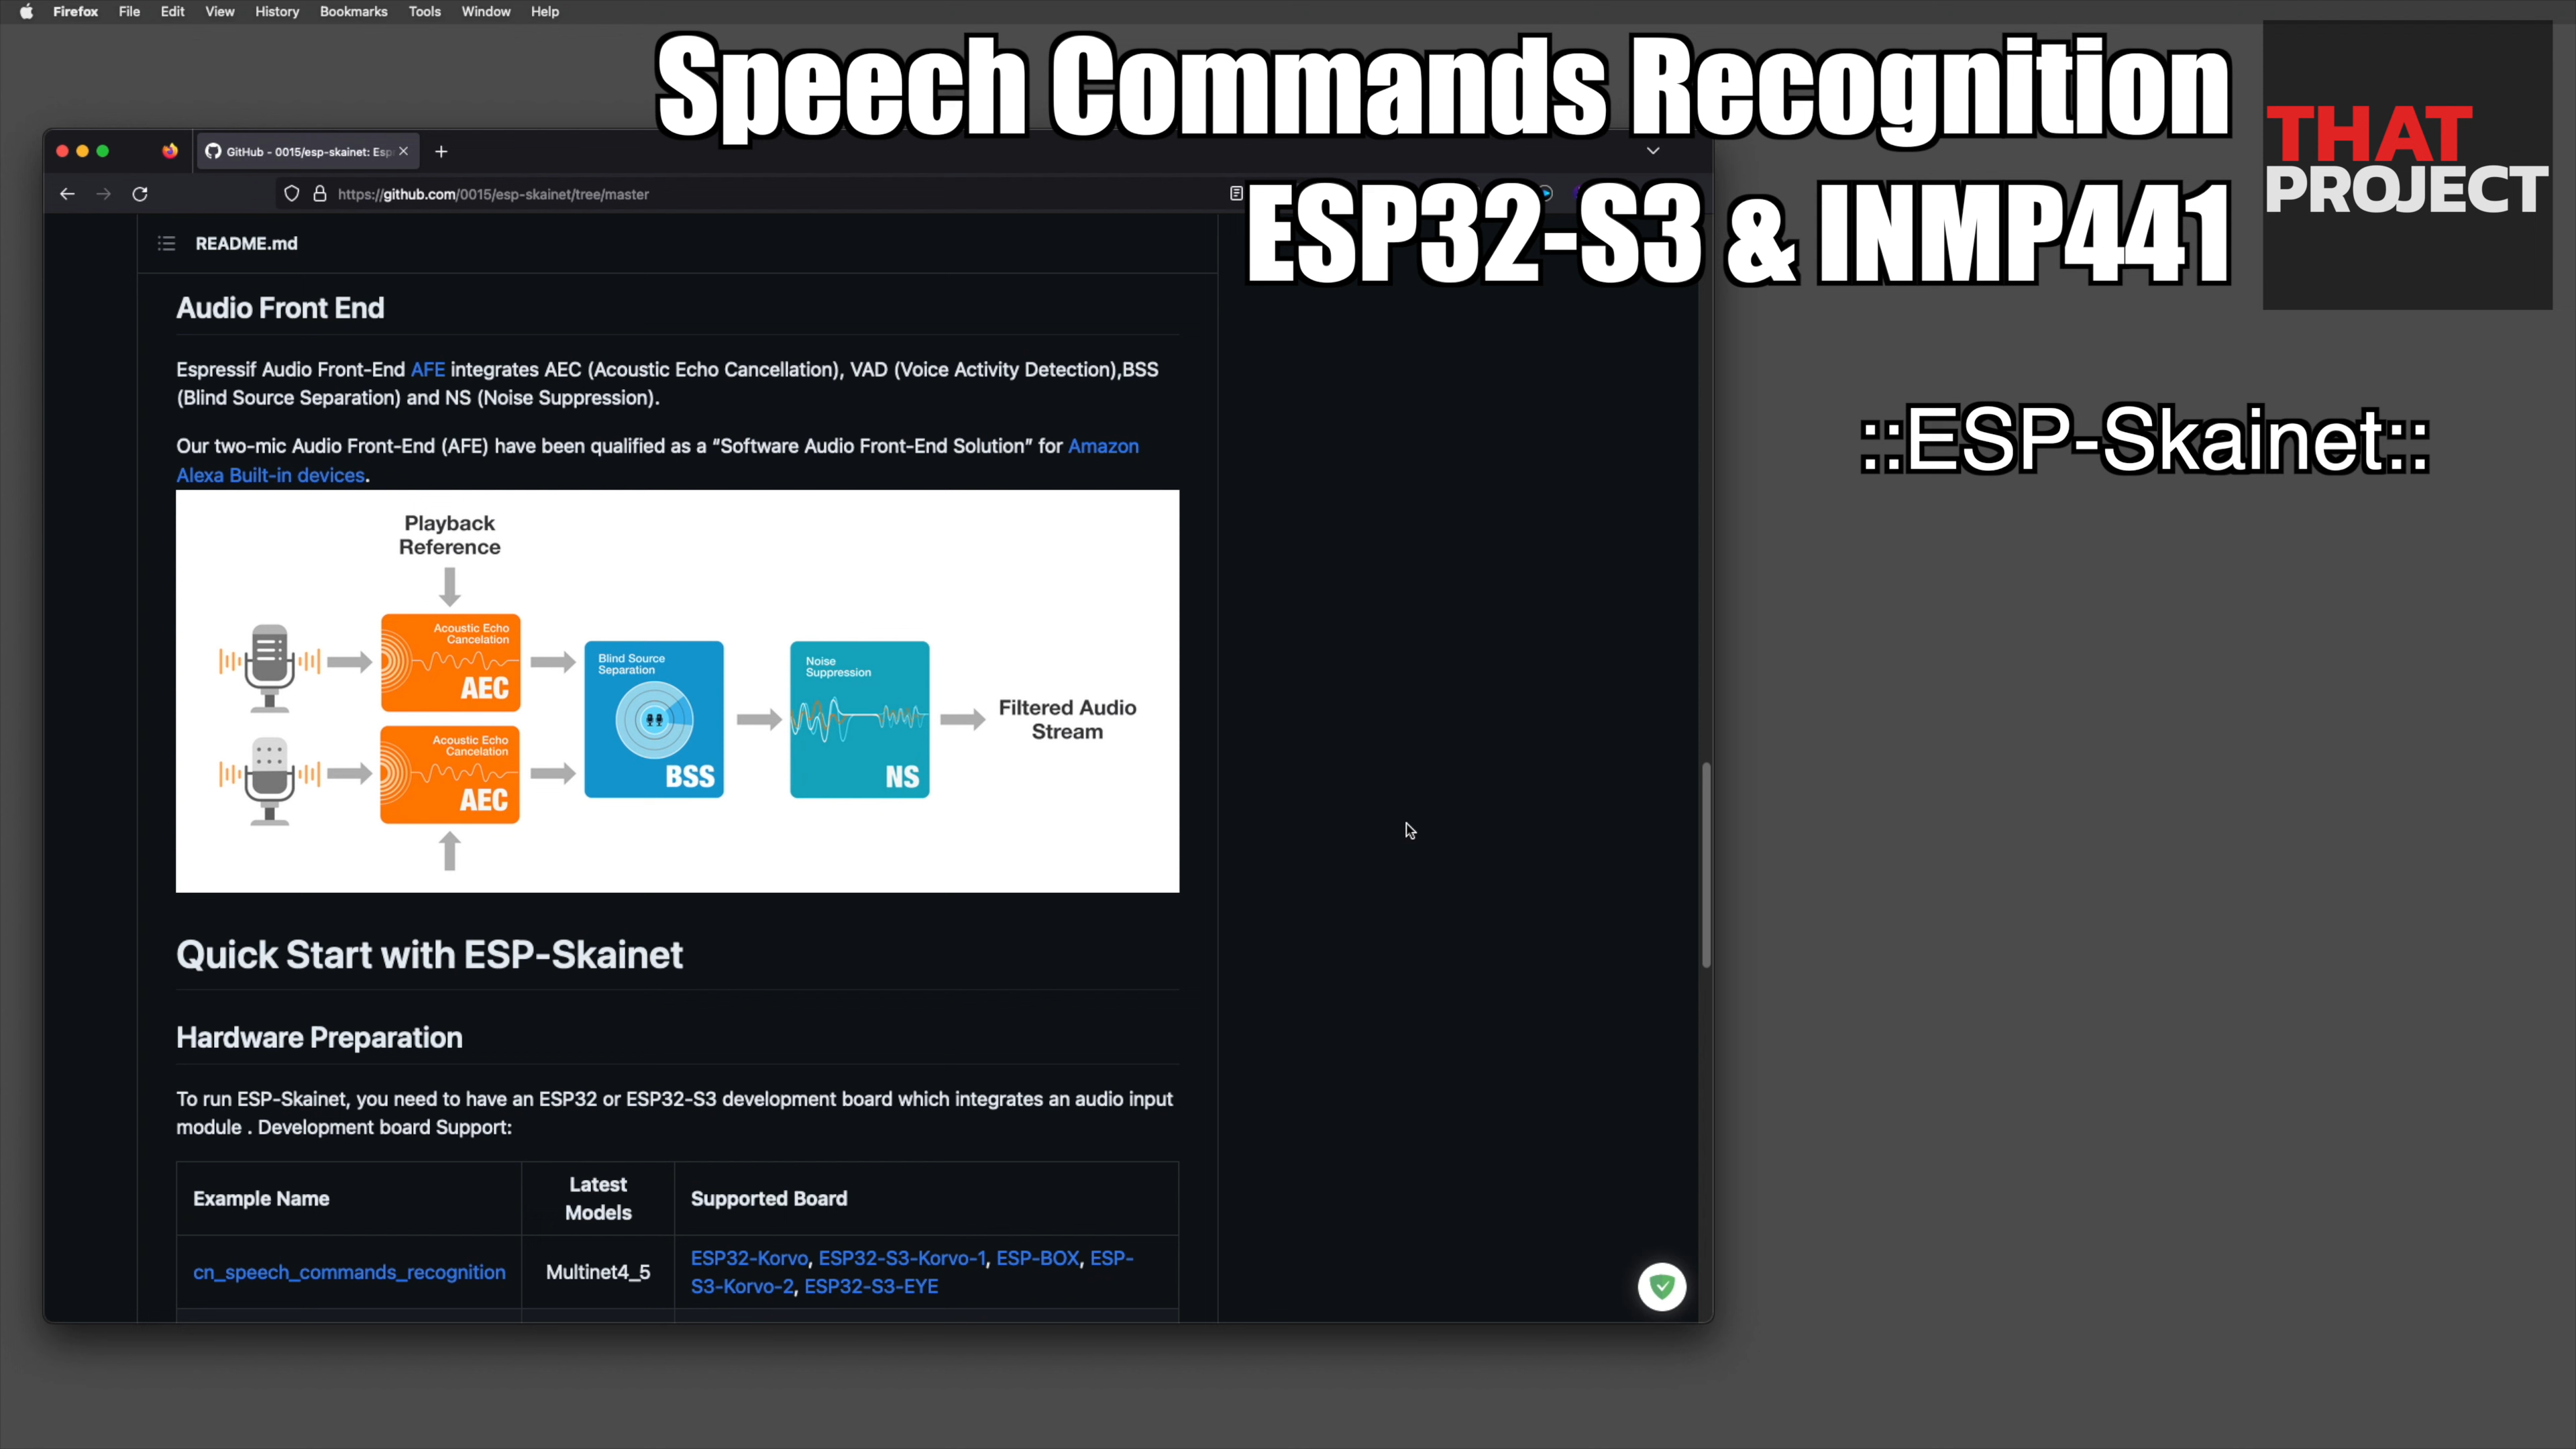 Firefox File Edit View History Bookmarks Tools Window Help
Speech Commands Recognition
ESP32-S3 & INMP441
THAT
PROJECT
::ESP-Skainet::
GitHub - 0015/esp-skainet: Esp
https://github.com/0015/esp-skainet/tree/master
README.md
Audio Front End
Espressif Audio Front-End AFE integrates AEC (Acoustic Echo Cancellation), VAD (Voice Activity Detection),BSS
(Blind Source Separation) and NS (Noise Suppression).
Our two-mic Audio Front-End (AFE) have been qualified as a “Software Audio Front-End Solution” for Amazon
Alexa Built-in devices.
Playback
Reference
Acoustic Echo
Cancelation
AEC
Acoustic Echo
Cancelation
AEC
Blind Source
Separation
BSS
Noise
Suppression
NS
Filtered Audio
Stream
Quick Start with ESP-Skainet
Hardware Preparation
To run ESP-Skainet, you need to have an ESP32 or ESP32-S3 development board which integrates an audio input
module . Development board Support:
Example Name
Latest
Models
Supported Board
cn_speech_commands_recognition
Multinet4_5
ESP32-Korvo, ESP32-S3-Korvo-1, ESP-BOX, ESP-
S3-Korvo-2, ESP32-S3-EYE